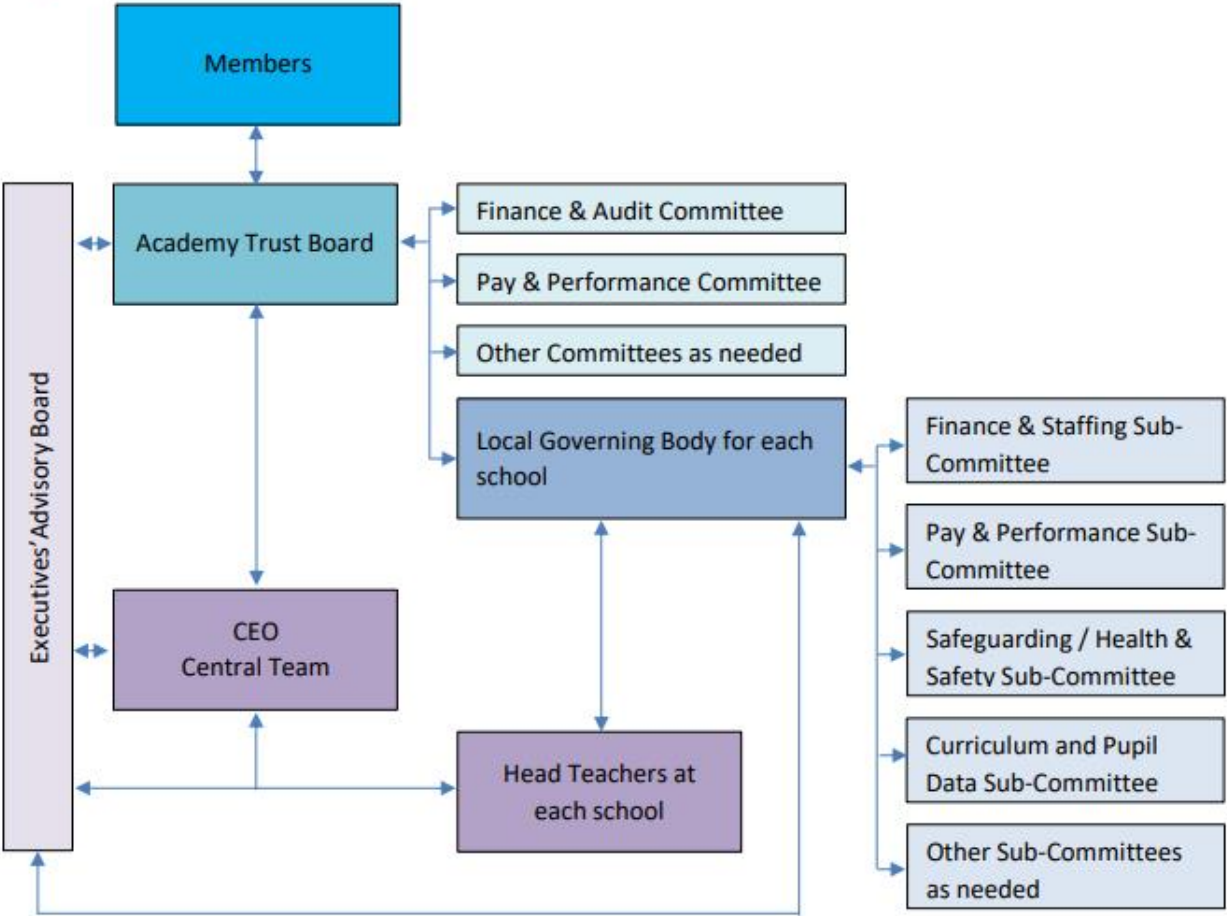 Members
Academy Trust Board
Finance & Audit Committee
Pay & Performance Committee
Other Committees as needed
Local Governing Body for each
school
Finance & Staffing Sub-
Committee
Pay & Performance Sub-
Committee
Safeguarding / Health &
Safety Sub-Committee
Curriculum and Pupil
Data Sub-Committee
Other Sub-Committees
as needed
Executives' Advisory Board
CEO
Central Team
Head Teachers at
each school